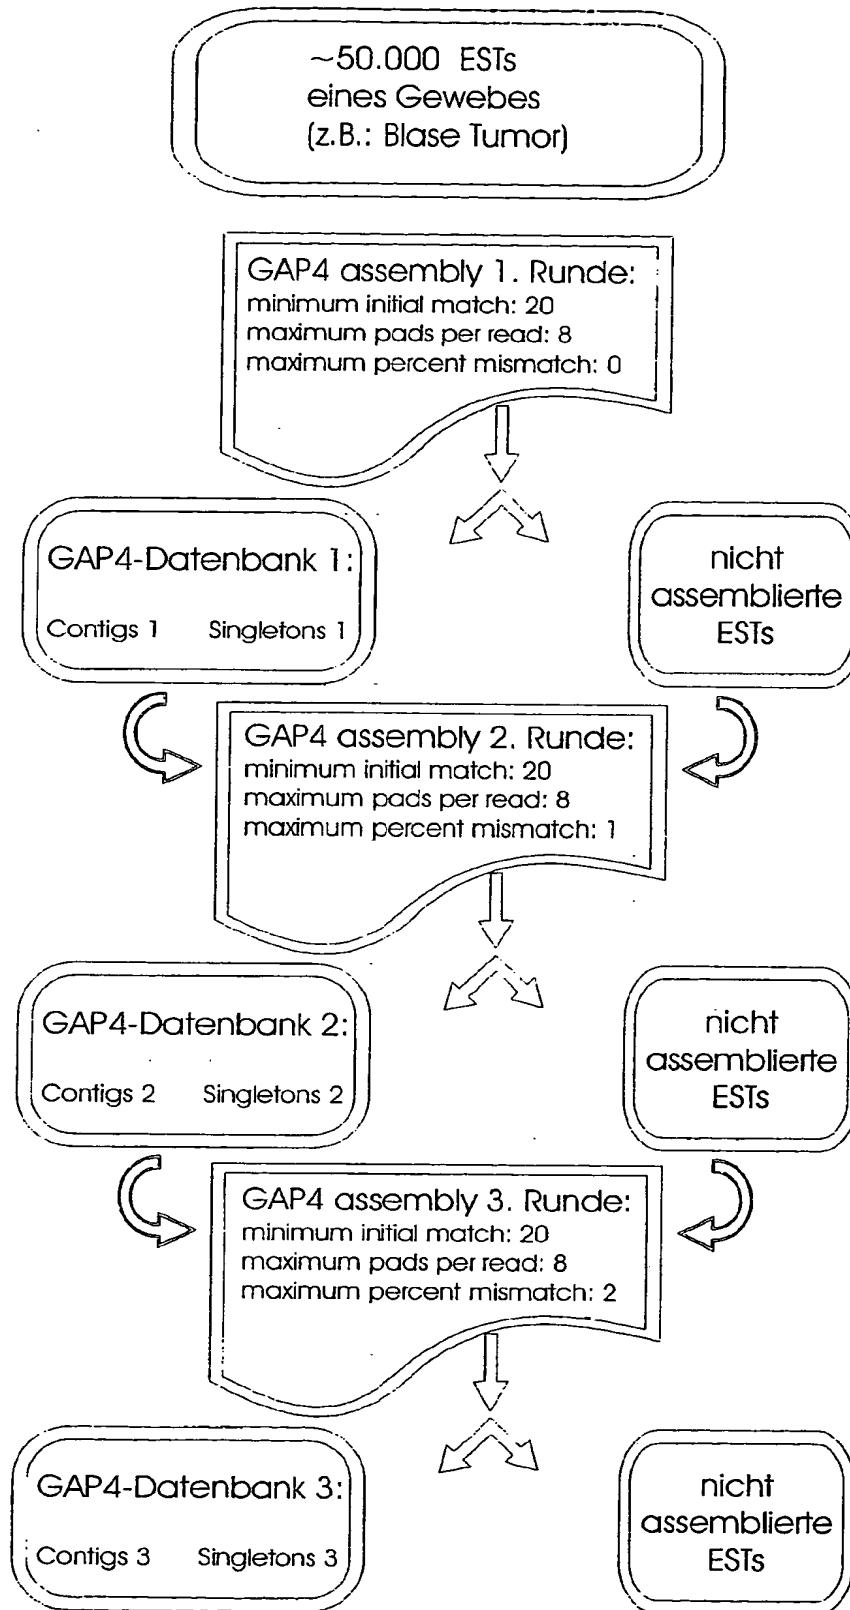 ~50.000 ESTs
eines Gewebes
(z.B.: Blase Tumor)
GAP4 assembly 1. Runde:
minimum initial match: 20
maximum pads per read: 8
maximum percent mismatch: 0
GAP4-Datenbank 1:
Contigs 1 Singletons 1
nicht
assemblierte
ESTs
GAP4 assembly 2. Runde:
minimum initial match: 20
maximum pads per read: 8
maximum percent mismatch: 1
GAP4-Datenbank 2:
Contigs 2 Singletons 2
nicht
assemblierte
ESTs
GAP4 assembly 3. Runde:
minimum initial match: 20
maximum pads per read: 8
maximum percent mismatch: 2
GAP4-Datenbank 3:
Contigs 3 Singletons 3
nicht
assemblierte
ESTs